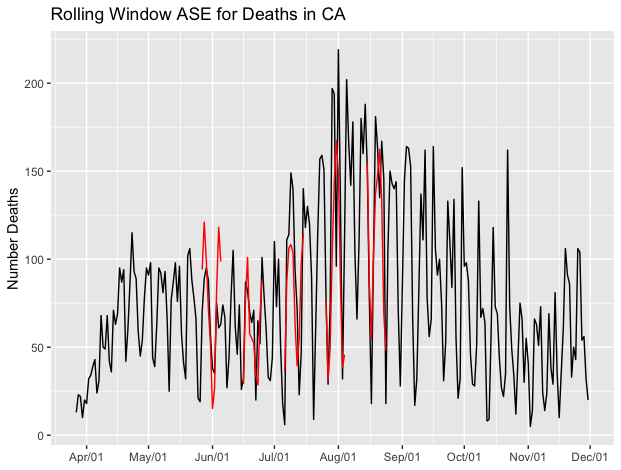 Rolling Window ASE for Deaths in CA
Number Deaths
200
150
100
50
0
Apr/01 May/01 Jun/01 Jul/01 Aug/01 Sep/01 Oct/01 Nov/01 Dec/01